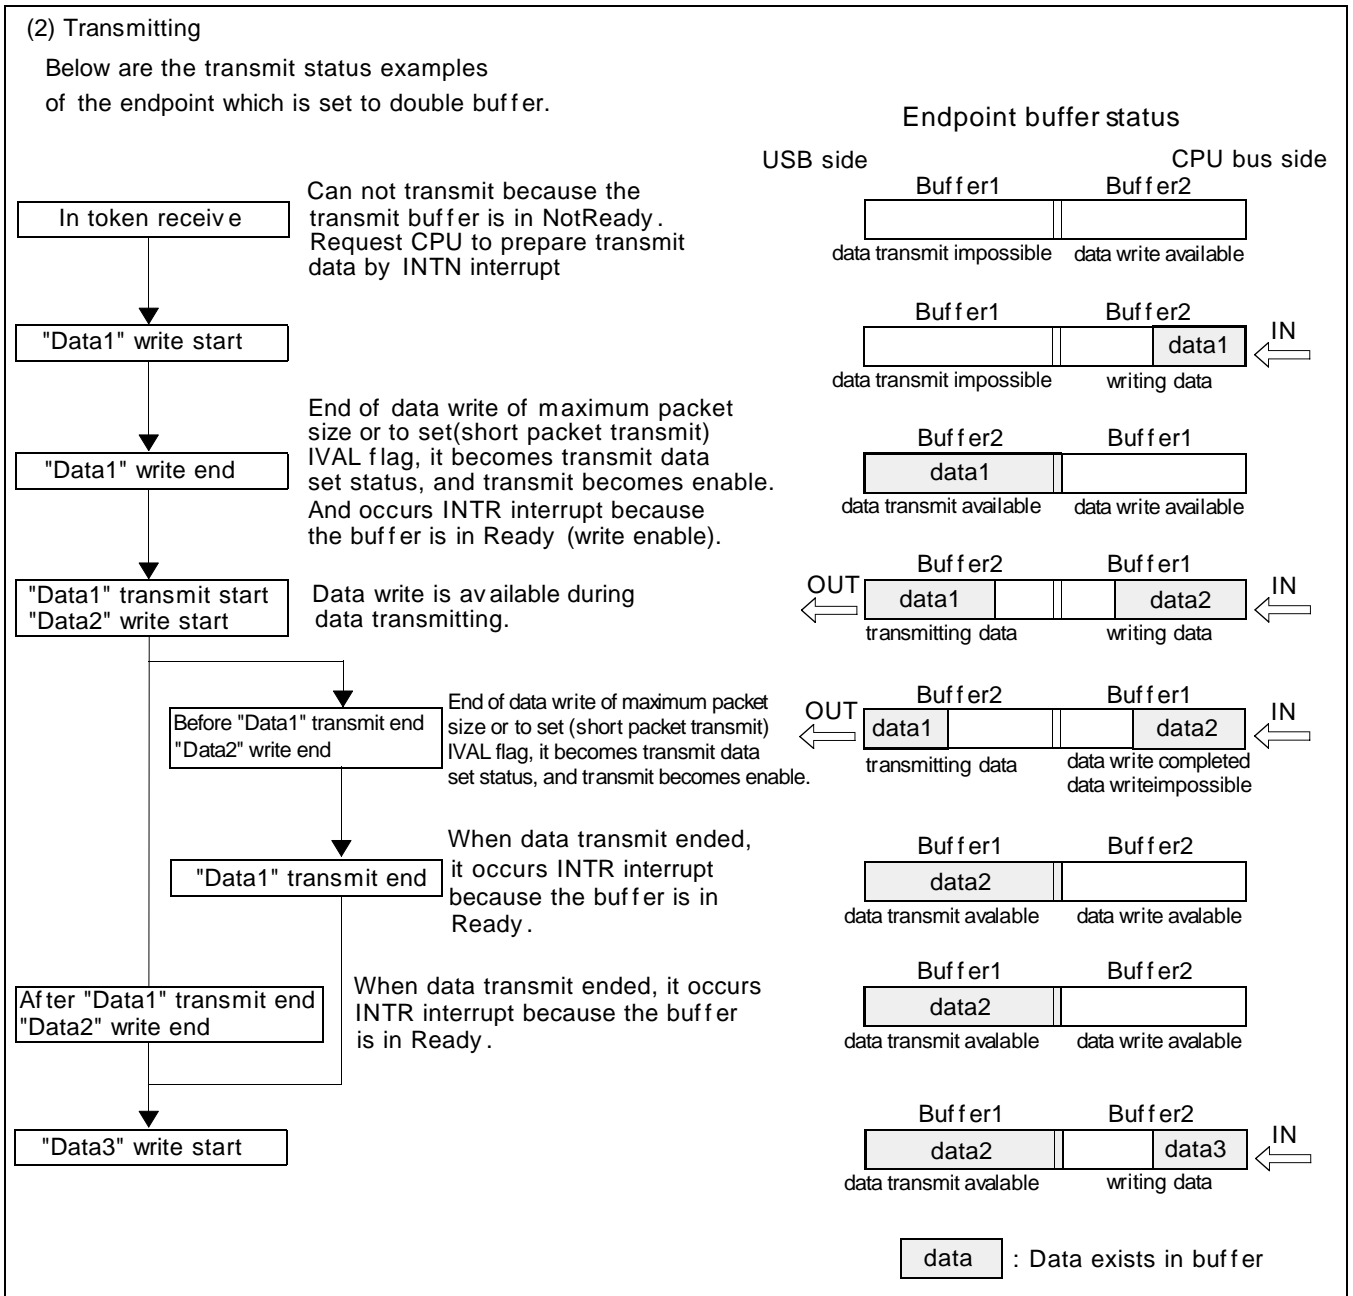 (2) Transmitting
Below are the transmit status examples
of the endpoint which is set to double buffer.
Endpoint buffer status
USB side
CPU bus side
In token receive
Can not transmit because the
transmit buffer is in NotReady.
Request CPU to prepare transmit
data by INTN interrupt
Buffer1
Buffer2
data transmit impossible
data write available
"Data1" write start
Buffer1
Buffer2
data1
IN
data transmit impossible
writing data
"Data1" write end
End of data write of maximum packet
size or to set(short packet transmit)
IVAL flag, it becomes transmit data
set status, and transmit becomes enable.
And occurs INTR interrupt because
the buffer is in Ready (write enable).
Buffer2
Buffer1
data1
data transmit available
data write available
"Data1" transmit start
"Data2" write start
Data write is available during
data transmitting.
Buffer2
Buffer1
OUT
data1
data2
IN
transmitting data
writing data
Before "Data1" transmit end
"Data2" write end
End of data write of maximum packet
size or to set (short packet transmit)
IVAL flag, it becomes transmit data
set status, and transmit becomes enable.
Buffer2
Buffer1
OUT
data1
data2
IN
transmitting data
data write completed
data writeimpossible
"Data1" transmit end
When data transmit ended,
it occurs INTR interrupt
because the buffer is in
Ready.
Buffer1
Buffer2
data2
data transmit avalable
data write avalable
After "Data1" transmit end
"Data2" write end
When data transmit ended, it occurs
INTR interrupt because the buffer
is in Ready.
Buffer1
Buffer2
data2
data transmit avalable
data write avalable
"Data3" write start
Buffer1
Buffer2
data2
data3
IN
data transmit avalable
writing data
data
: Data exists in buffer